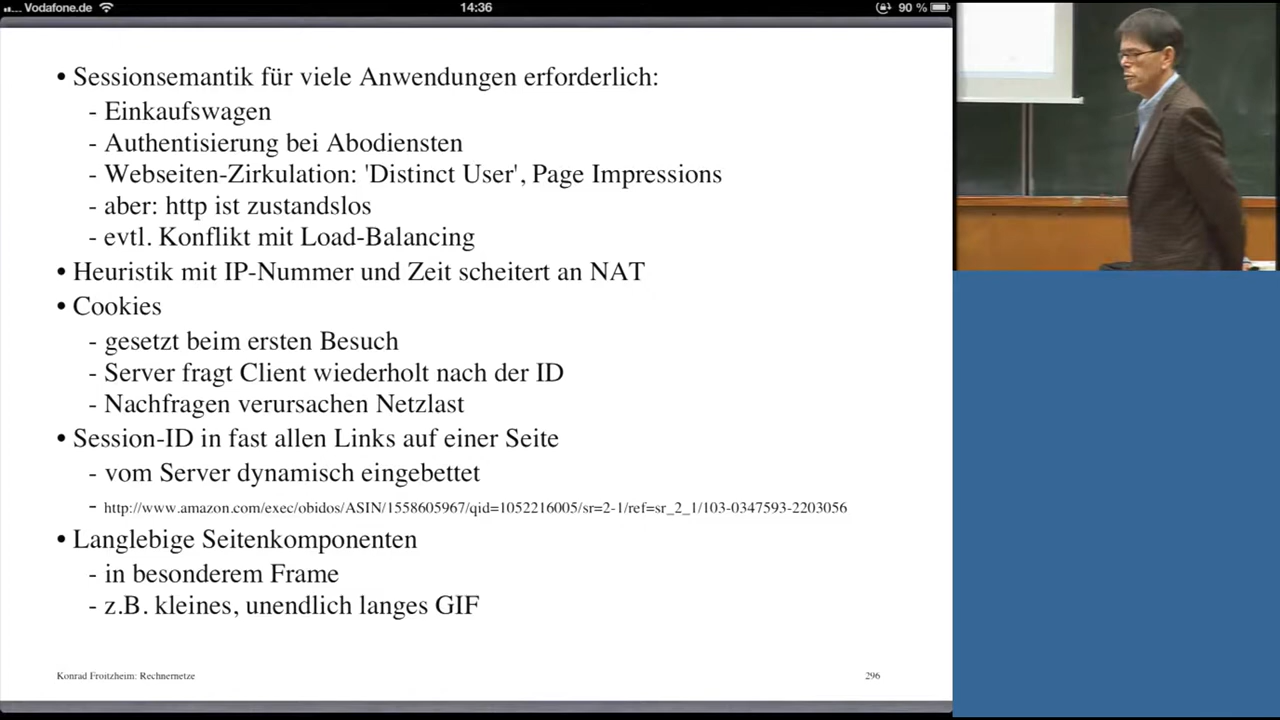 Vodafone.de
14:36
90 %
• Sessionsemantik für viele Anwendungen erforderlich:
- Einkaufswagen
- Authentisierung bei Abodiensten
- Webseiten-Zirkulation: 'Distinct User', Page Impressions
- aber: http ist zustandslos
- evtl. Konflikt mit Load-Balancing
• Heuristik mit IP-Nummer und Zeit scheitert an NAT
• Cookies
- gesetzt beim ersten Besuch
- Server fragt Client wiederholt nach der ID
- Nachfragen verursachen Netzlast
• Session-ID in fast allen Links auf einer Seite
- vom Server dynamisch eingebettet
- http://www.amazon.com/exec/obidos/ASIN/1558605967/qid=1052216005/sr=2-1/ref=sr_2_1/103-0347593-2203056
• Langlebige Seitenkomponenten
- in besonderem Frame
- z.B. kleines, unendlich langes GIF
Konrad Froitzheim: Rechnernetze
296